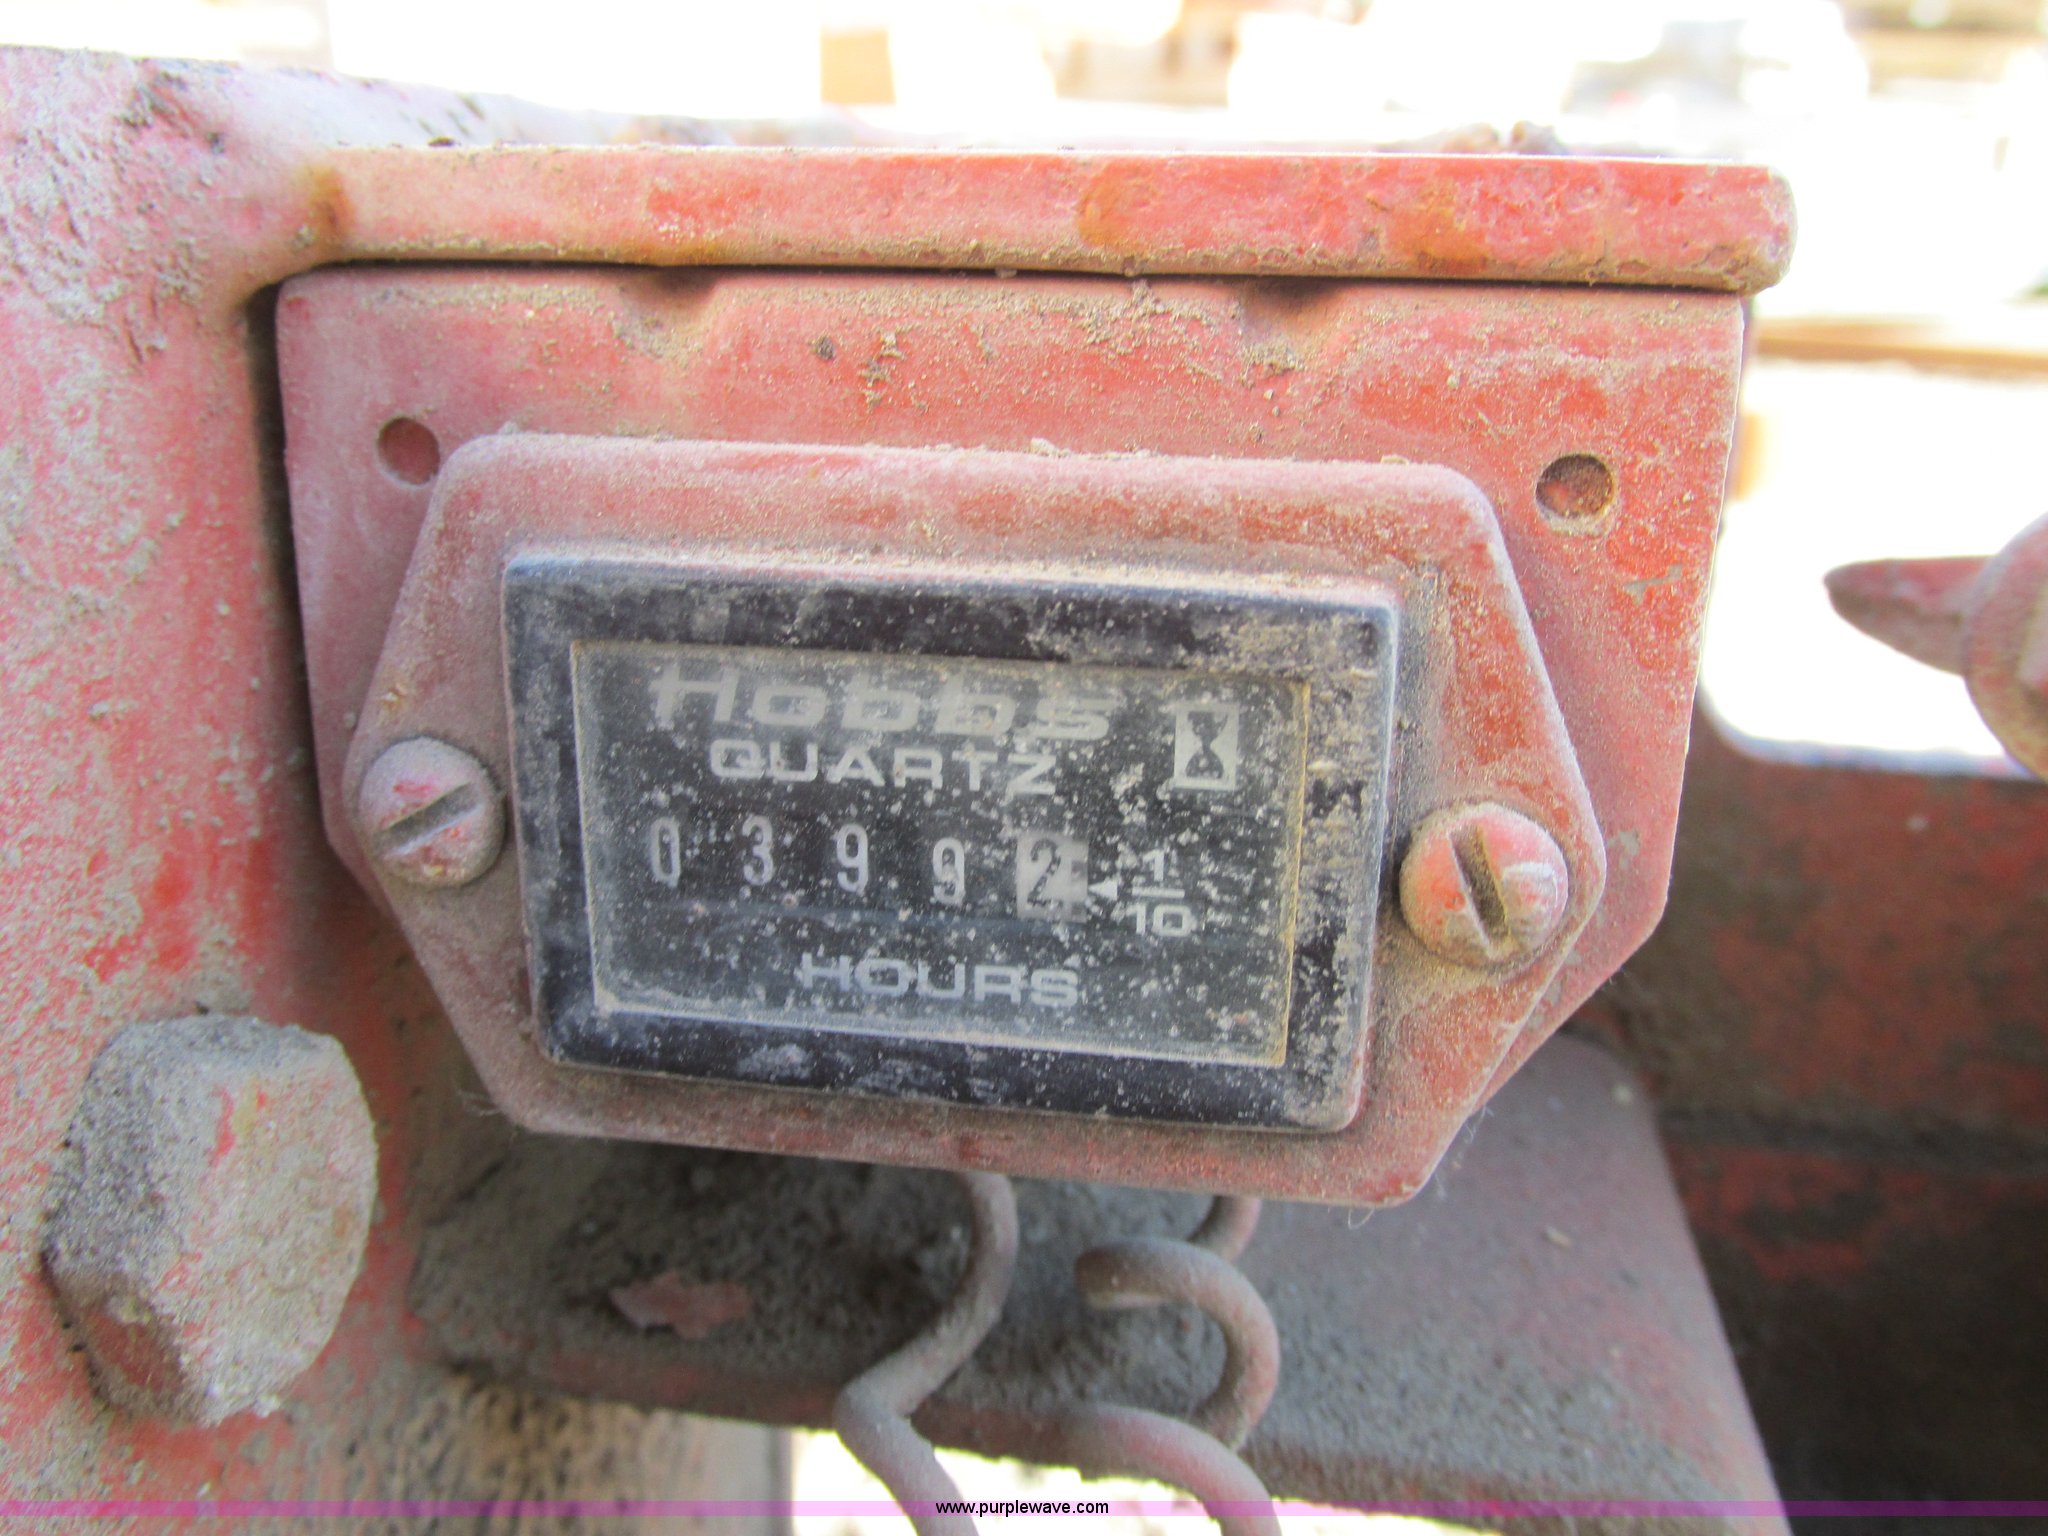 Hobbs
QUARTZ
0 3 9 9 2 1/10
HOURS
www.purplewave.com